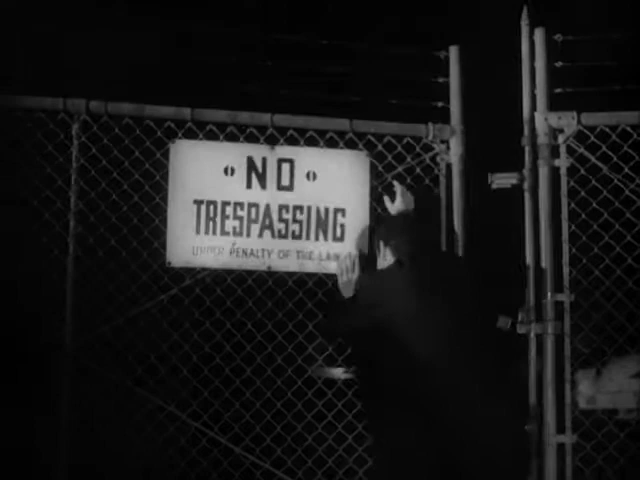 NO
TRESPASSING
UNDER PENALTY OF THE LAW